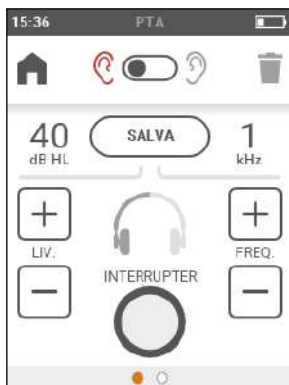 15:36 PTA
40 SALVA 1
dB HL kHz
+ +
LIV. FREQ.
− −
INTERRUPTER